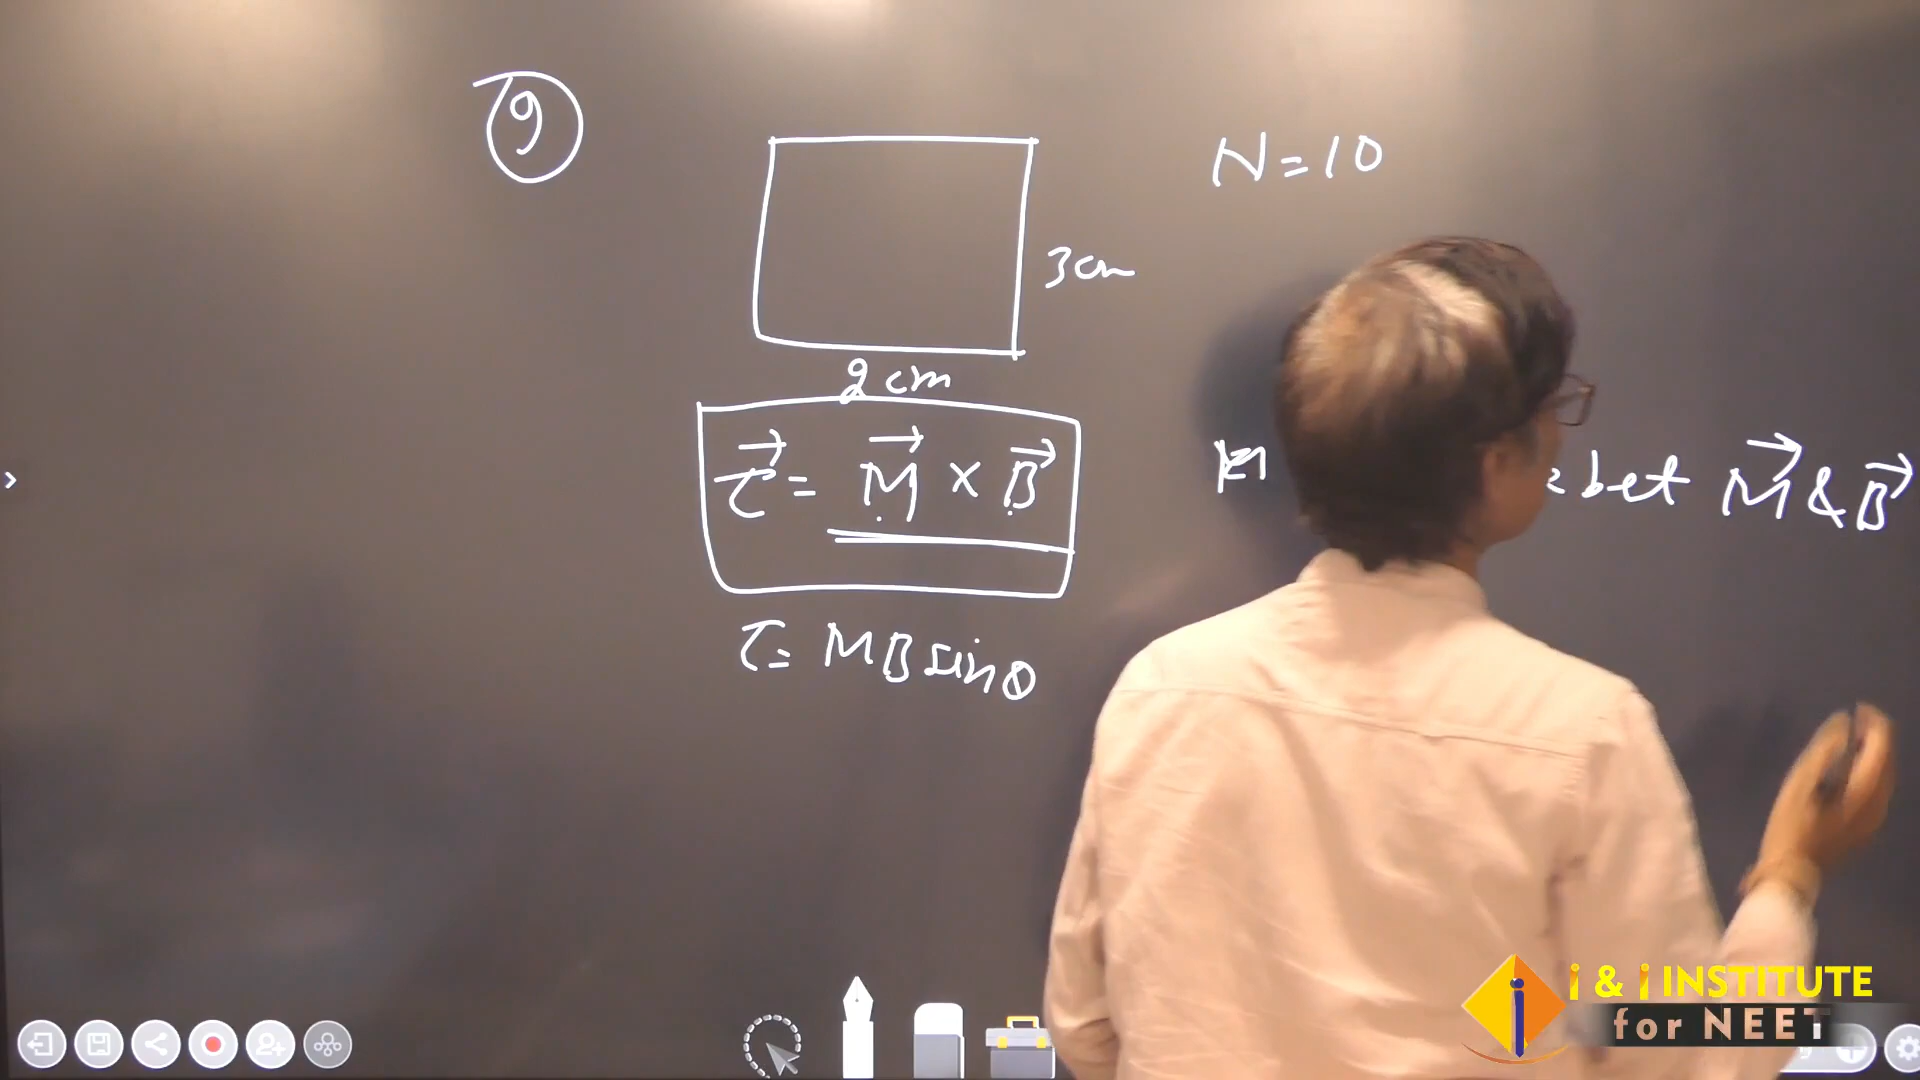 9
N=10
3cm
2cm
τ = M × B
bet M & B
τ = MB sinθ
i & i INSTITUTE
for NEET